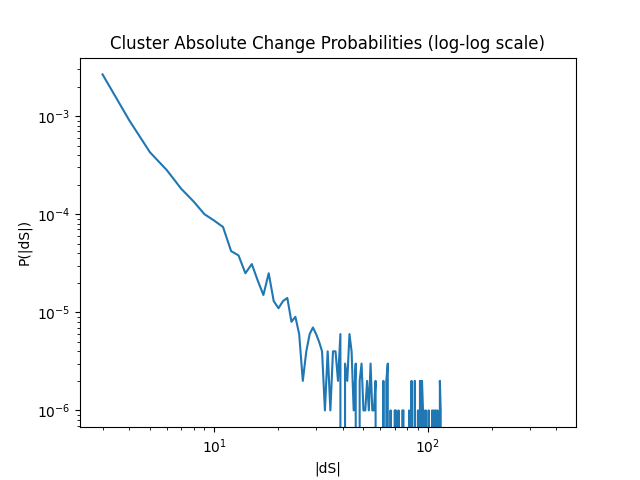 Cluster Absolute Change Probabilities (log-log scale)
P(|dS|)
10⁻³
10⁻⁴
10⁻⁵
10⁻⁶
10¹
10²
|dS|